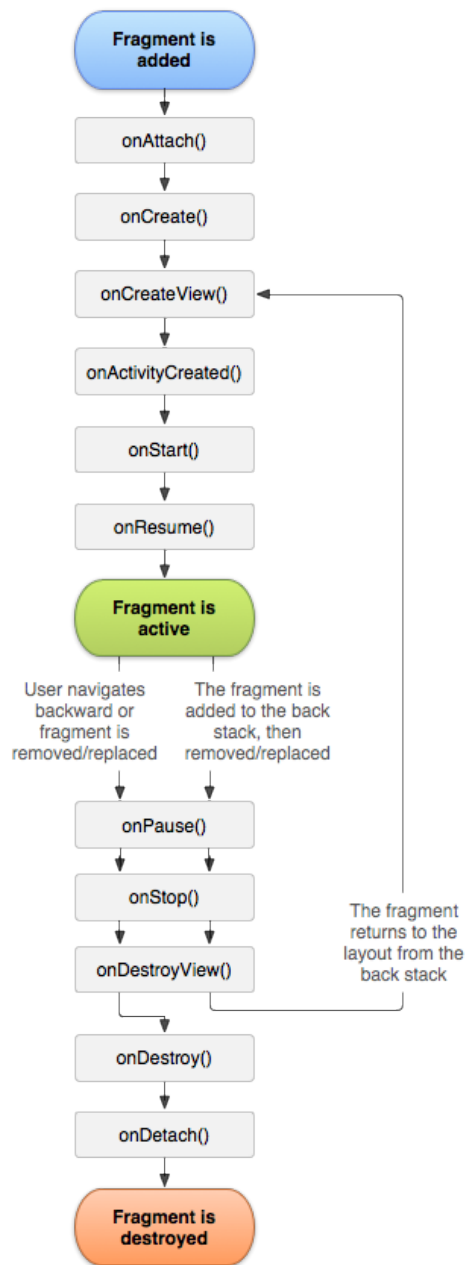 Fragment is
added
onAttach()
onCreate()
onCreateView()
onActivityCreated()
onStart()
onResume()
Fragment is
active
User navigates
backward or
fragment is
removed/replaced
The fragment is
added to the back
stack, then
removed/replaced
onPause()
onStop()
onDestroyView()
The fragment
returns to the
layout from the
back stack
onDestroy()
onDetach()
Fragment is
destroyed